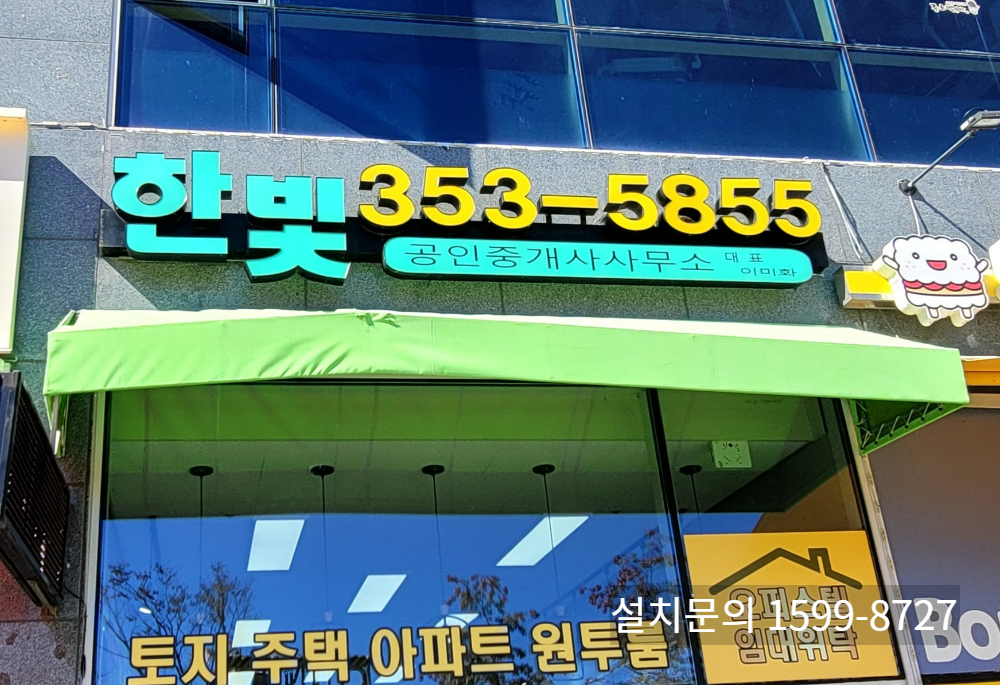 한빛 353-5855
공인중개사사무소 대표
이미화
오피스텔
임대위탁
설치문의 1599-8727
토지 주택 아파트 원투룸
BO